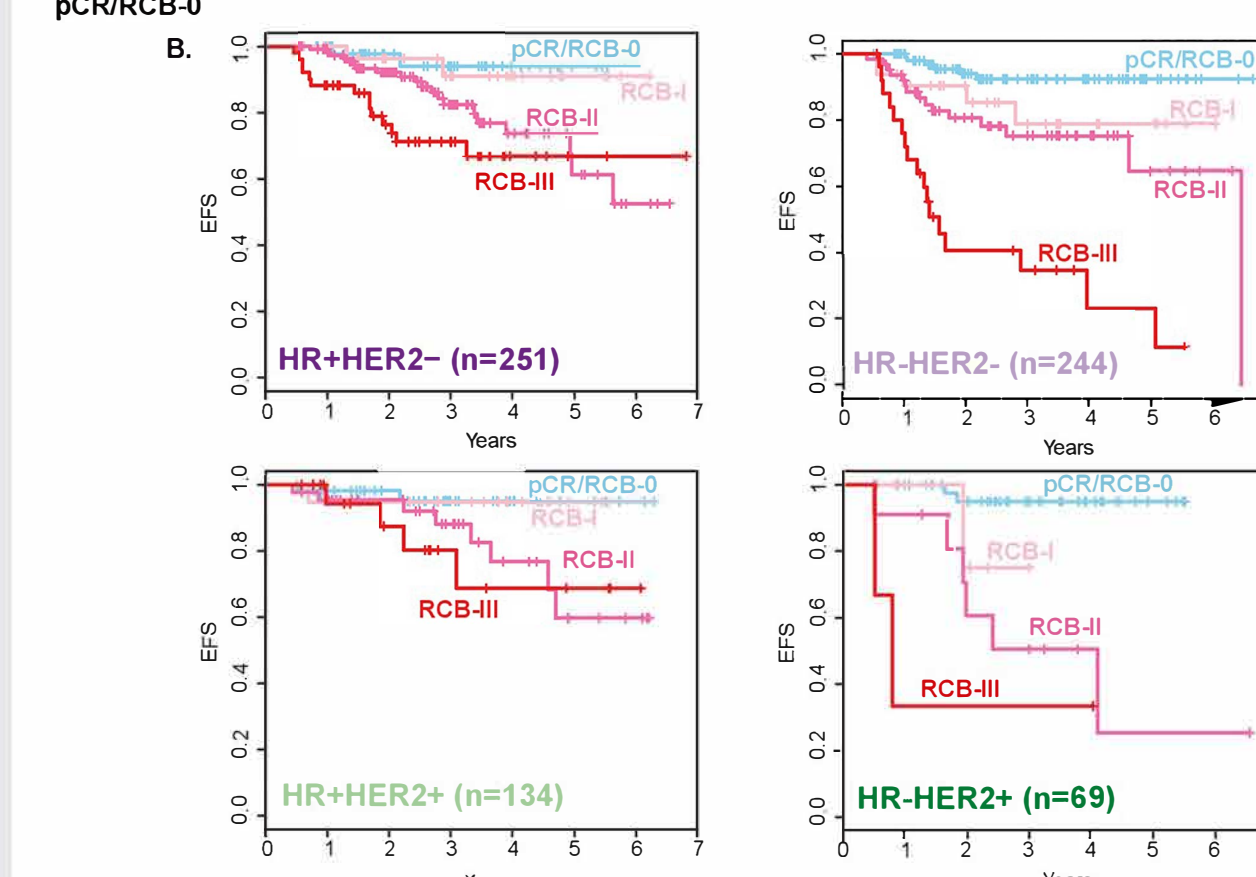 pCR/RCB-0
B.
1.0
0.8
0.6
0.4
0.2
0.0
EFS
pCR/RCB-0
RCB-I
RCB-II
RCB-III
HR+HER2− (n=251)
0 1 2 3 4 5 6 7
Years
1.0
0.8
0.6
0.4
0.2
0.0
EFS
pCR/RCB-0
RCB-I
RCB-II
RCB-III
HR-HER2- (n=244)
0 1 2 3 4 5 6
Years
1.0
0.8
0.6
0.4
0.2
0.0
EFS
pCR/RCB-0
RCB-I
RCB-II
RCB-III
HR+HER2+ (n=134)
0 1 2 3 4 5 6 7
1.0
0.8
0.6
0.4
0.2
0.0
EFS
pCR/RCB-0
RCB-I
RCB-II
RCB-III
HR-HER2+ (n=69)
0 1 2 3 4 5 6
Years